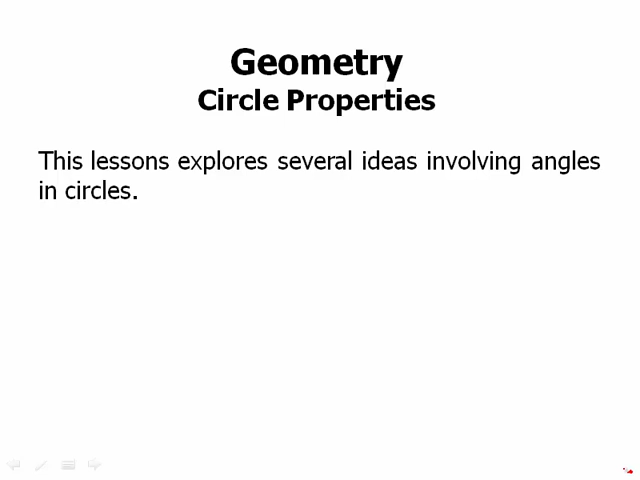 Geometry
Circle Properties
This lessons explores several ideas involving angles
in circles.